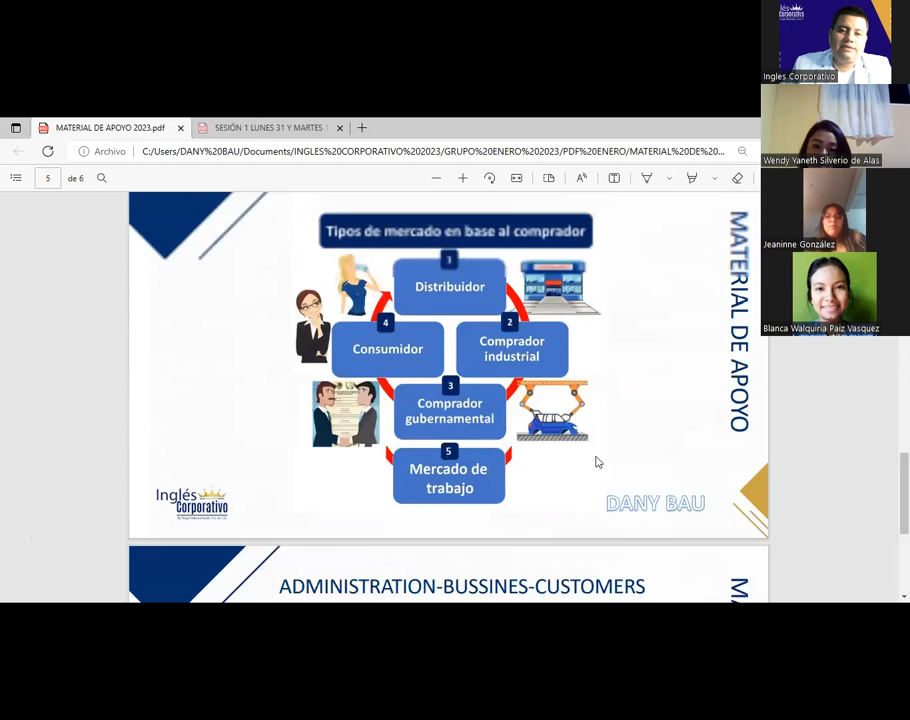 MATERIAL DE APOYO 2023.pdf
SESIÓN 1 LUNES 31 Y MARTES
Archivo
C:/Users/DANY%20BAU/Documents/INGLES%20CORPORATIVO%202023/GRUPO%20ENERO%202023/PDF%20ENERO/MATERIAL%20DE%20...
5
de 6
Tipos de mercado en base al comprador
1
Distribuidor
4
Consumidor
2
Comprador
industrial
3
Comprador
gubernamental
5
Mercado de
trabajo
Inglés
Corporativo
DANY BAU
MATERIAL DE APOYO
ADMINISTRATION-BUSSINES-CUSTOMERS
MA
Inglés
Corporativo
Ingles Corporativo
Wendy Yaneth Silverio de Alas
Jeaninne González
Blanca Walquiria Paiz Vasquez